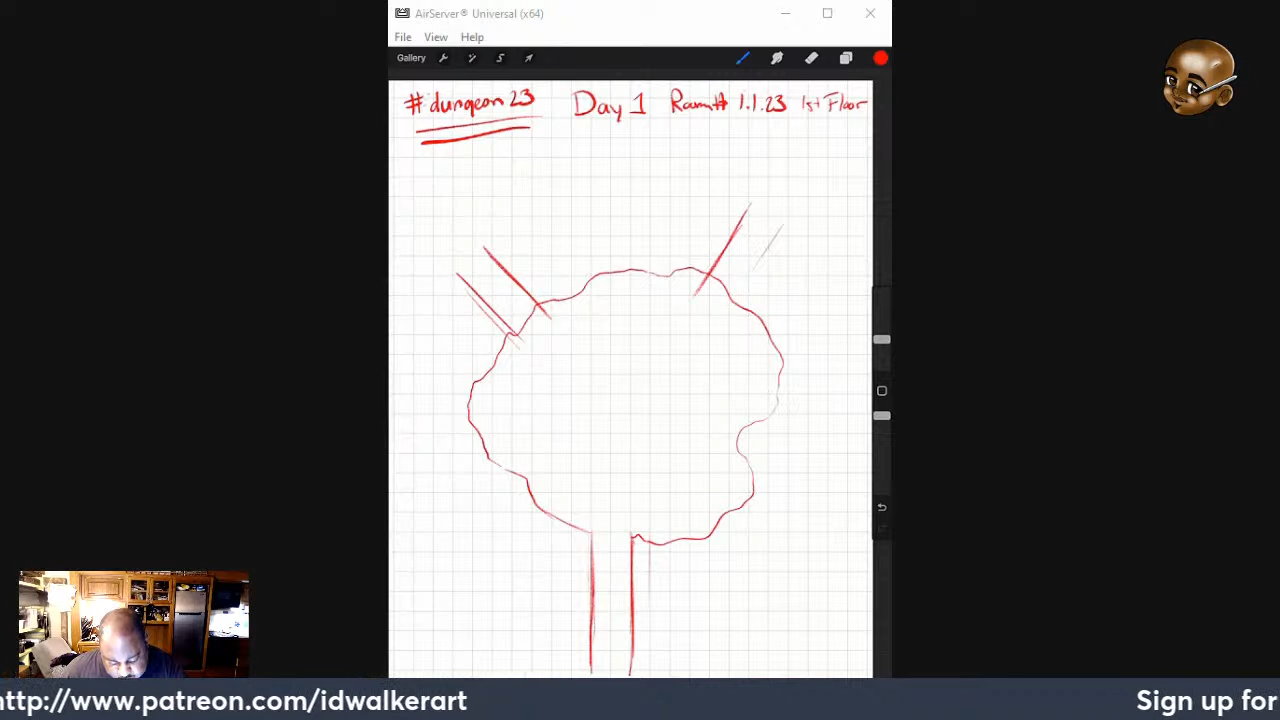 AirServer® Universal (x64)
File View Help
Gallery
#dungeon23 Day 1 Room# 1.1.23 1st Floor
http://www.patreon.com/idwalkerart Sign up for